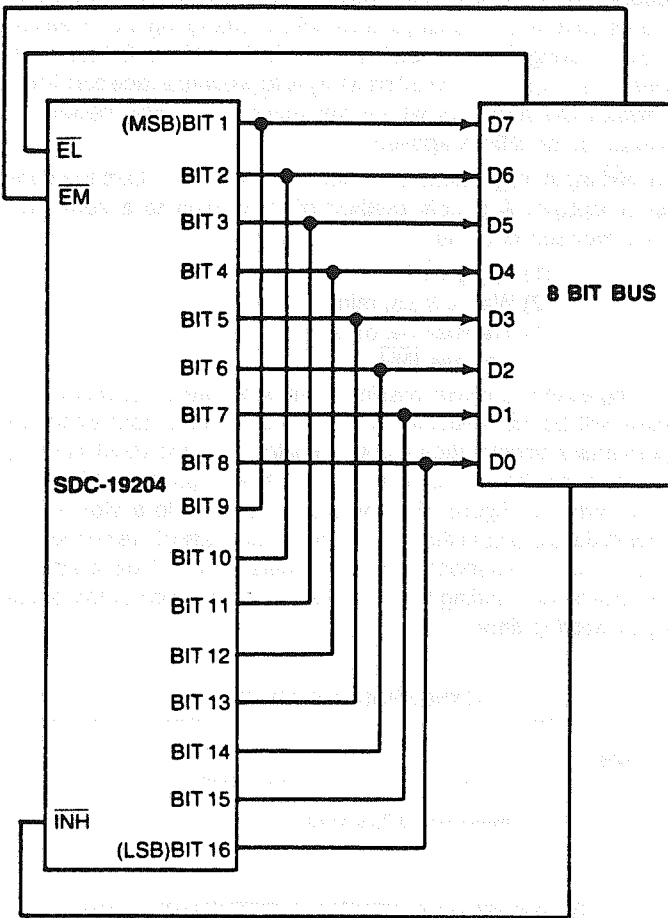 (MSB)BIT 1
EL
EM
BIT 2
BIT 3
BIT 4
BIT 5
BIT 6
BIT 7
BIT 8
SDC-19204
BIT 9
BIT 10
BIT 11
BIT 12
BIT 13
BIT 14
BIT 15
INH
(LSB)BIT 16
D7
D6
D5
D4
8 BIT BUS
D3
D2
D1
D0